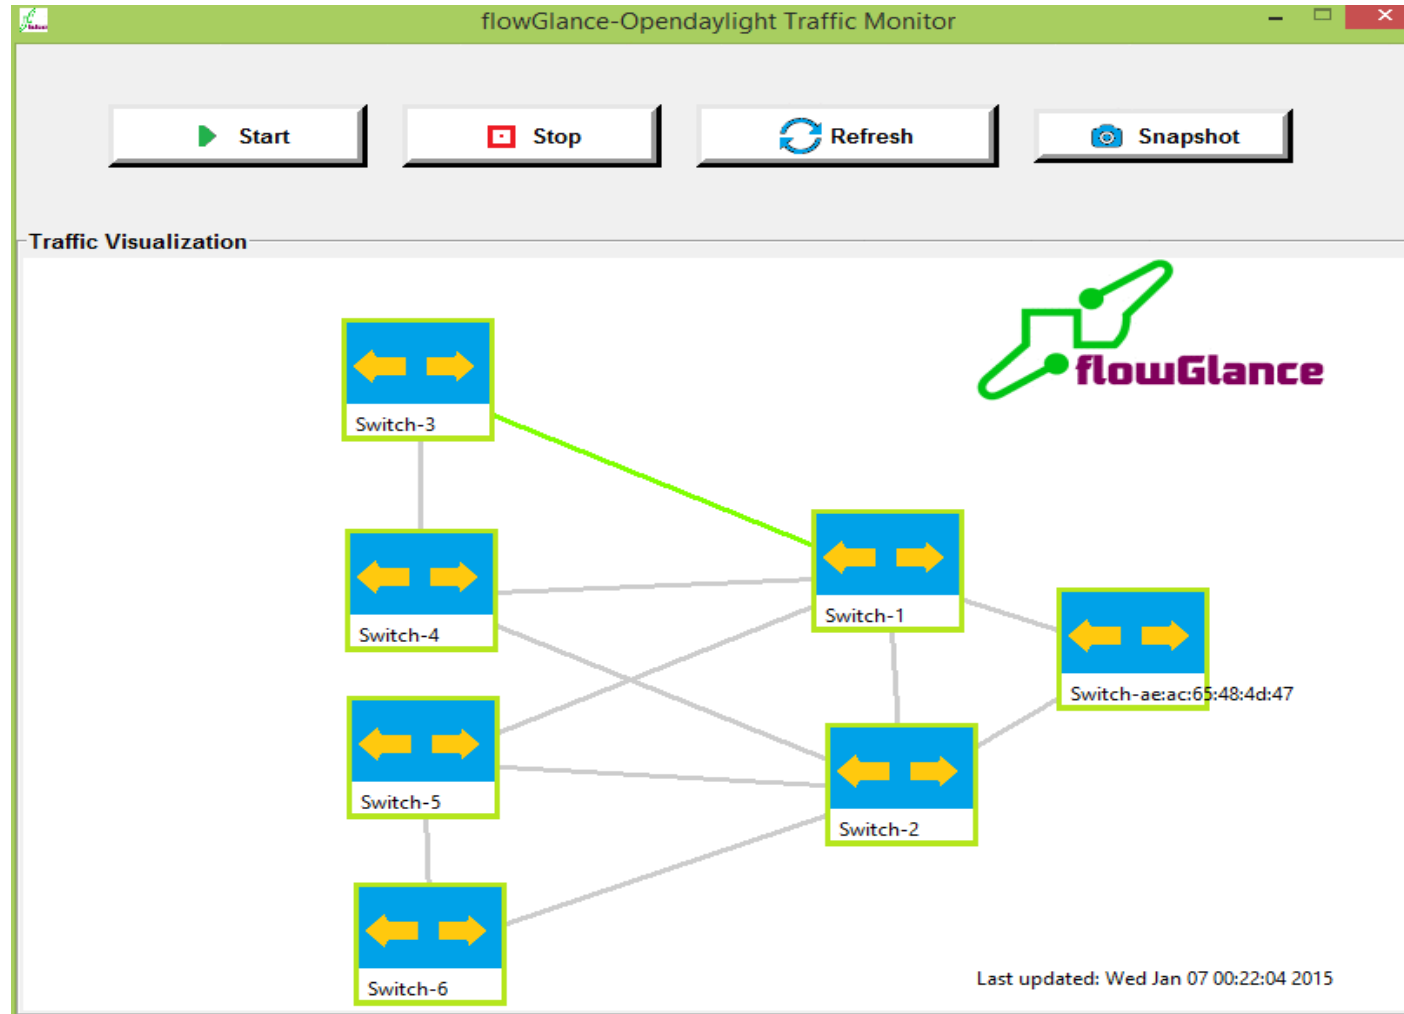 flowGlance-Opendaylight Traffic Monitor
Start
Stop
Refresh
Snapshot
Traffic Visualization
flowGlance
Switch-3
Switch-1
Switch-4
Switch-ae:ac:65:48:4d:47
Switch-5
Switch-2
Switch-6
Last updated: Wed Jan 07 00:22:04 2015